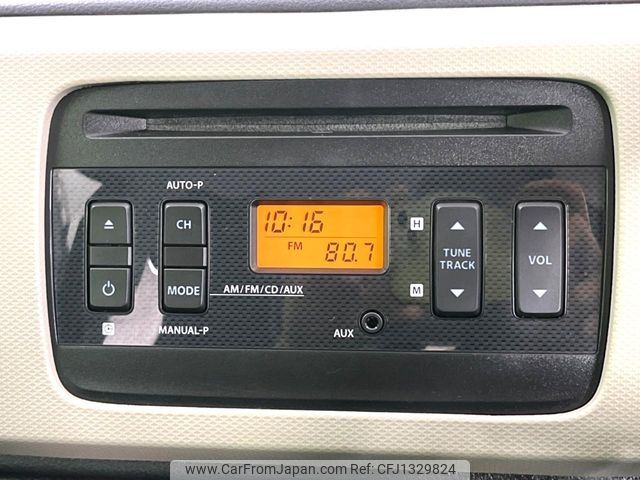 AUTO-P
CH
10:16
FM
80.7
H
TUNE
TRACK
VOL
MODE
AM/FM/CD/AUX
M
MANUAL-P
AUX
www.CarFromJapan.com - CFJ1329824